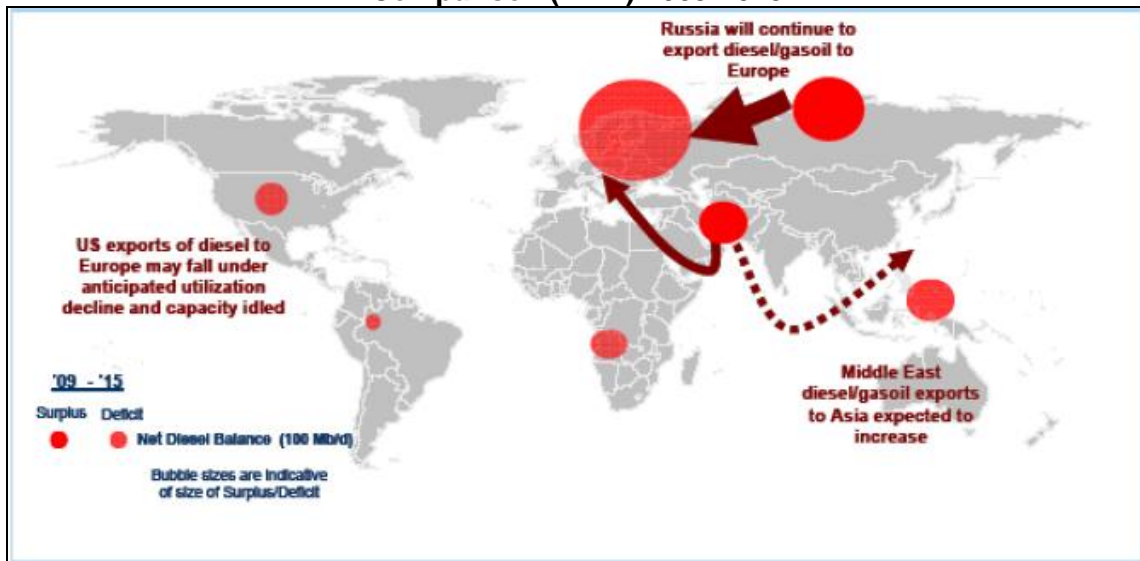 Russia will continue to
export diesel/gasoil to
Europe
US exports of diesel to
Europe may fall under
anticipated utilization
decline and capacity idled
Middle East
diesel/gasoil exports
to Asia expected to
increase
'09 - '15
Surplus Deficit
Net Diesel Balance (100 Mb/d)
Bubble sizes are indicative
of size of Surplus/Deficit